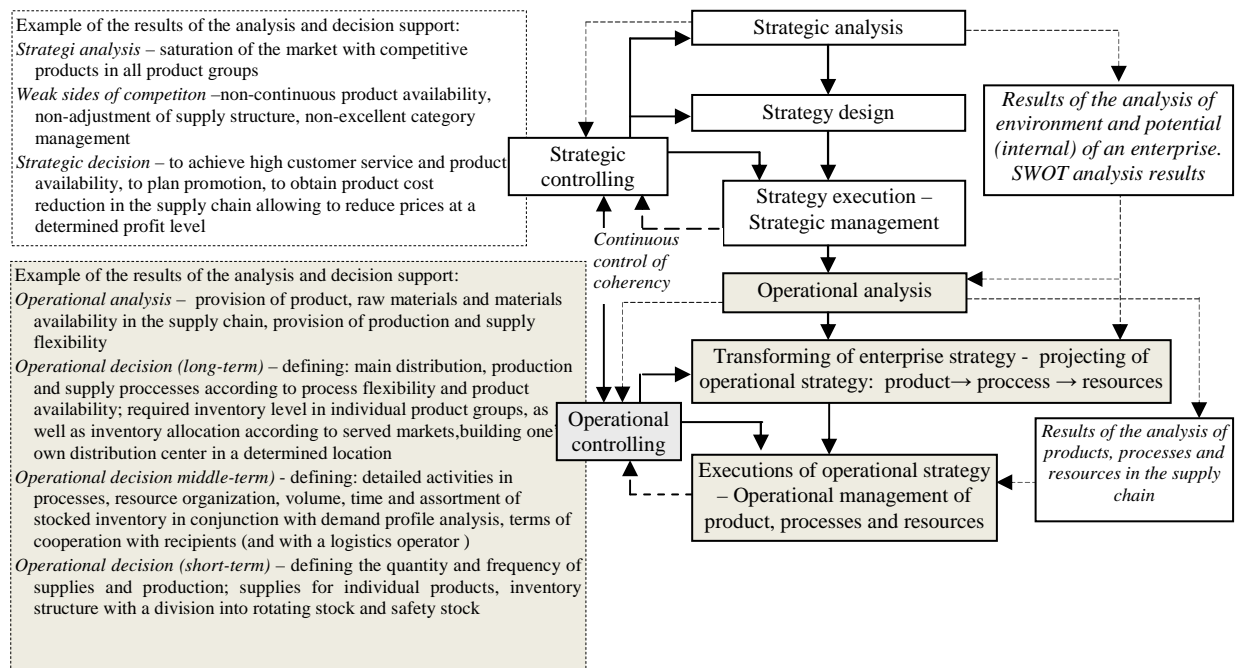 Example of the results of the analysis and decision support:
Strategi analysis – saturation of the market with competitive
products in all product groups
Weak sides of competiton –non-continuous product availability,
non-adjustment of supply structure, non-excellent category
management
Strategic decision – to achieve high customer service and product
availability, to plan promotion, to obtain product cost
reduction in the supply chain allowing to reduce prices at a
determined profit level
Strategic analysis
Strategy design
Strategic
controlling
Strategy execution –
Strategic management
Results of the analysis of
environment and potential
(internal) of an enterprise.
SWOT analysis results
Continuous
control of
coherency
Example of the results of the analysis and decision support:
Operational analysis – provision of product, raw materials and materials
availability in the supply chain, provision of production and supply
flexibility
Operational decision (long-term) – defining: main distribution, production
and supply proccesses according to process flexibility and product
availability; required inventory level in individual product groups, as
well as inventory allocation according to served markets,building one'
own distribution center in a determined location
Operational decision middle-term) - defining: detailed activities in
processes, resource organization, volume, time and assortment of
stocked inventory in conjunction with demand profile analysis, terms of
cooperation with recipients (and with a logistics operator )
Operational decision (short-term) – defining the quantity and frequency of
supplies and production; supplies for individual products, inventory
structure with a division into rotating stock and safety stock
Operational analysis
Transforming of enterprise strategy - projecting of
operational strategy: product→ proccess → resources
Operational
controlling
Executions of operational strategy
– Operational management of
product, processes and resources
Results of the analysis of
products, processes and
resources in the supply
chain